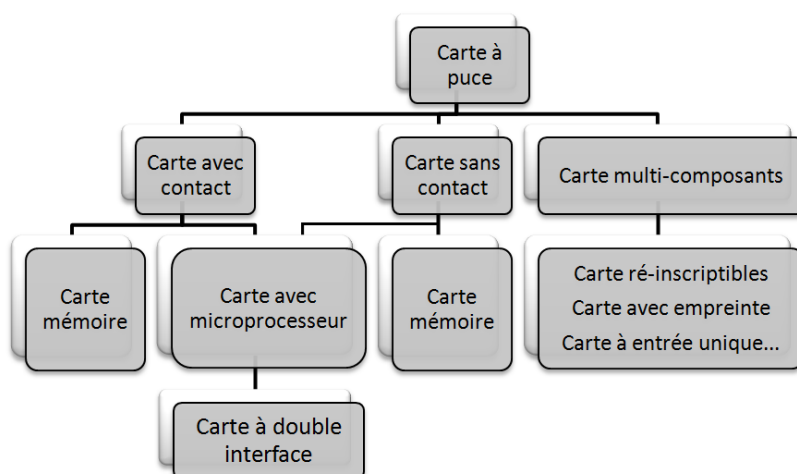 Carte à
puce
Carte avec
contact
Carte sans
contact
Carte multi-composants
Carte
mémoire
Carte avec
microprocesseur
Carte
mémoire
Carte ré-inscriptibles
Carte avec empreinte
Carte à entrée unique...
Carte à double
interface